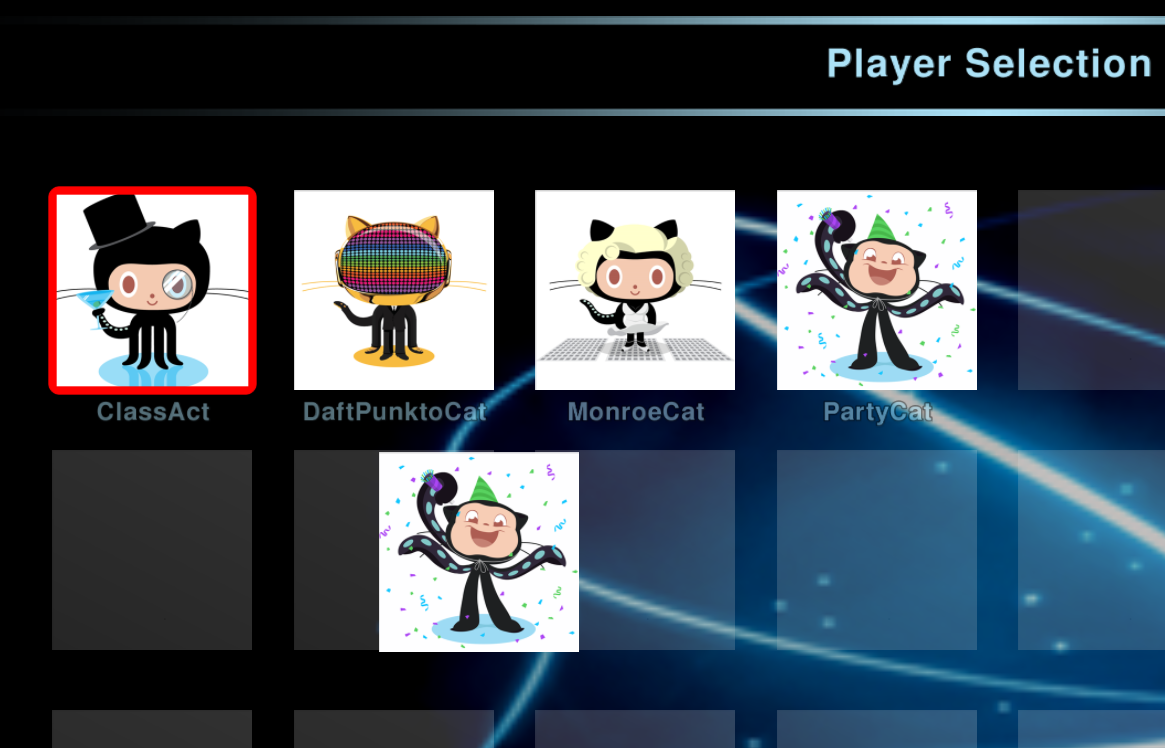 Player Selection
ClassAct
DaftPunktoCat
MonroeCat
PartyCat